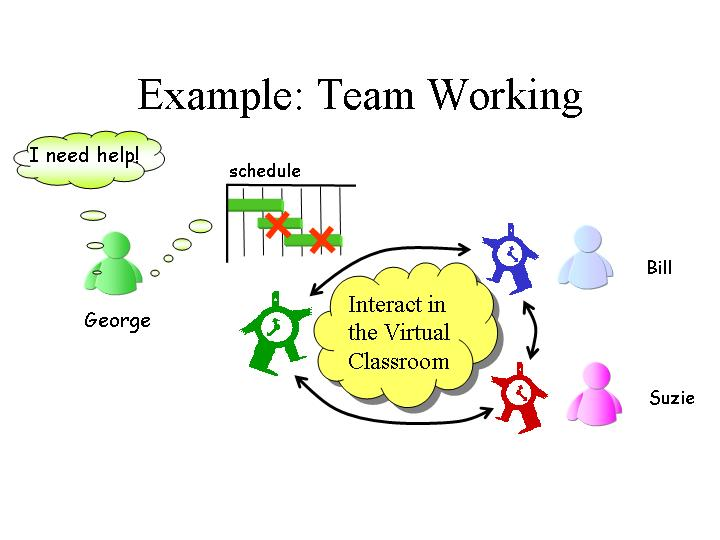 Example: Team Working
I need help!
schedule
Bill
Interact in
the Virtual
Classroom
George
Suzie